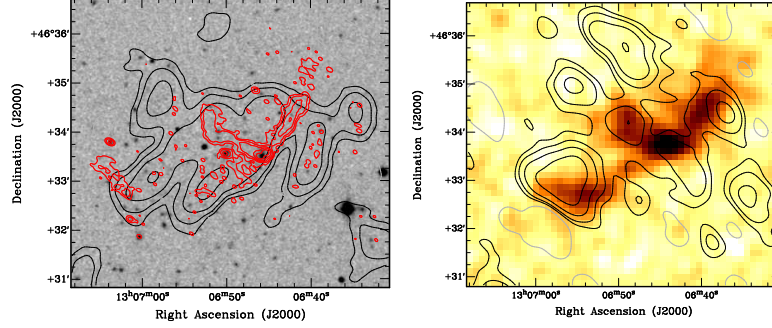 +46°36′
+35′
+34′
+33′
+32′
+31′
Declination (J2000)
13ʰ07ᵐ00ˢ
06ᵐ50ˢ
06ᵐ40ˢ
Right Ascension (J2000)
+46°36′
+35′
+34′
+33′
+32′
+31′
Declination (J2000)
13ʰ07ᵐ00ˢ
06ᵐ50ˢ
06ᵐ40ˢ
Right Ascension (J2000)